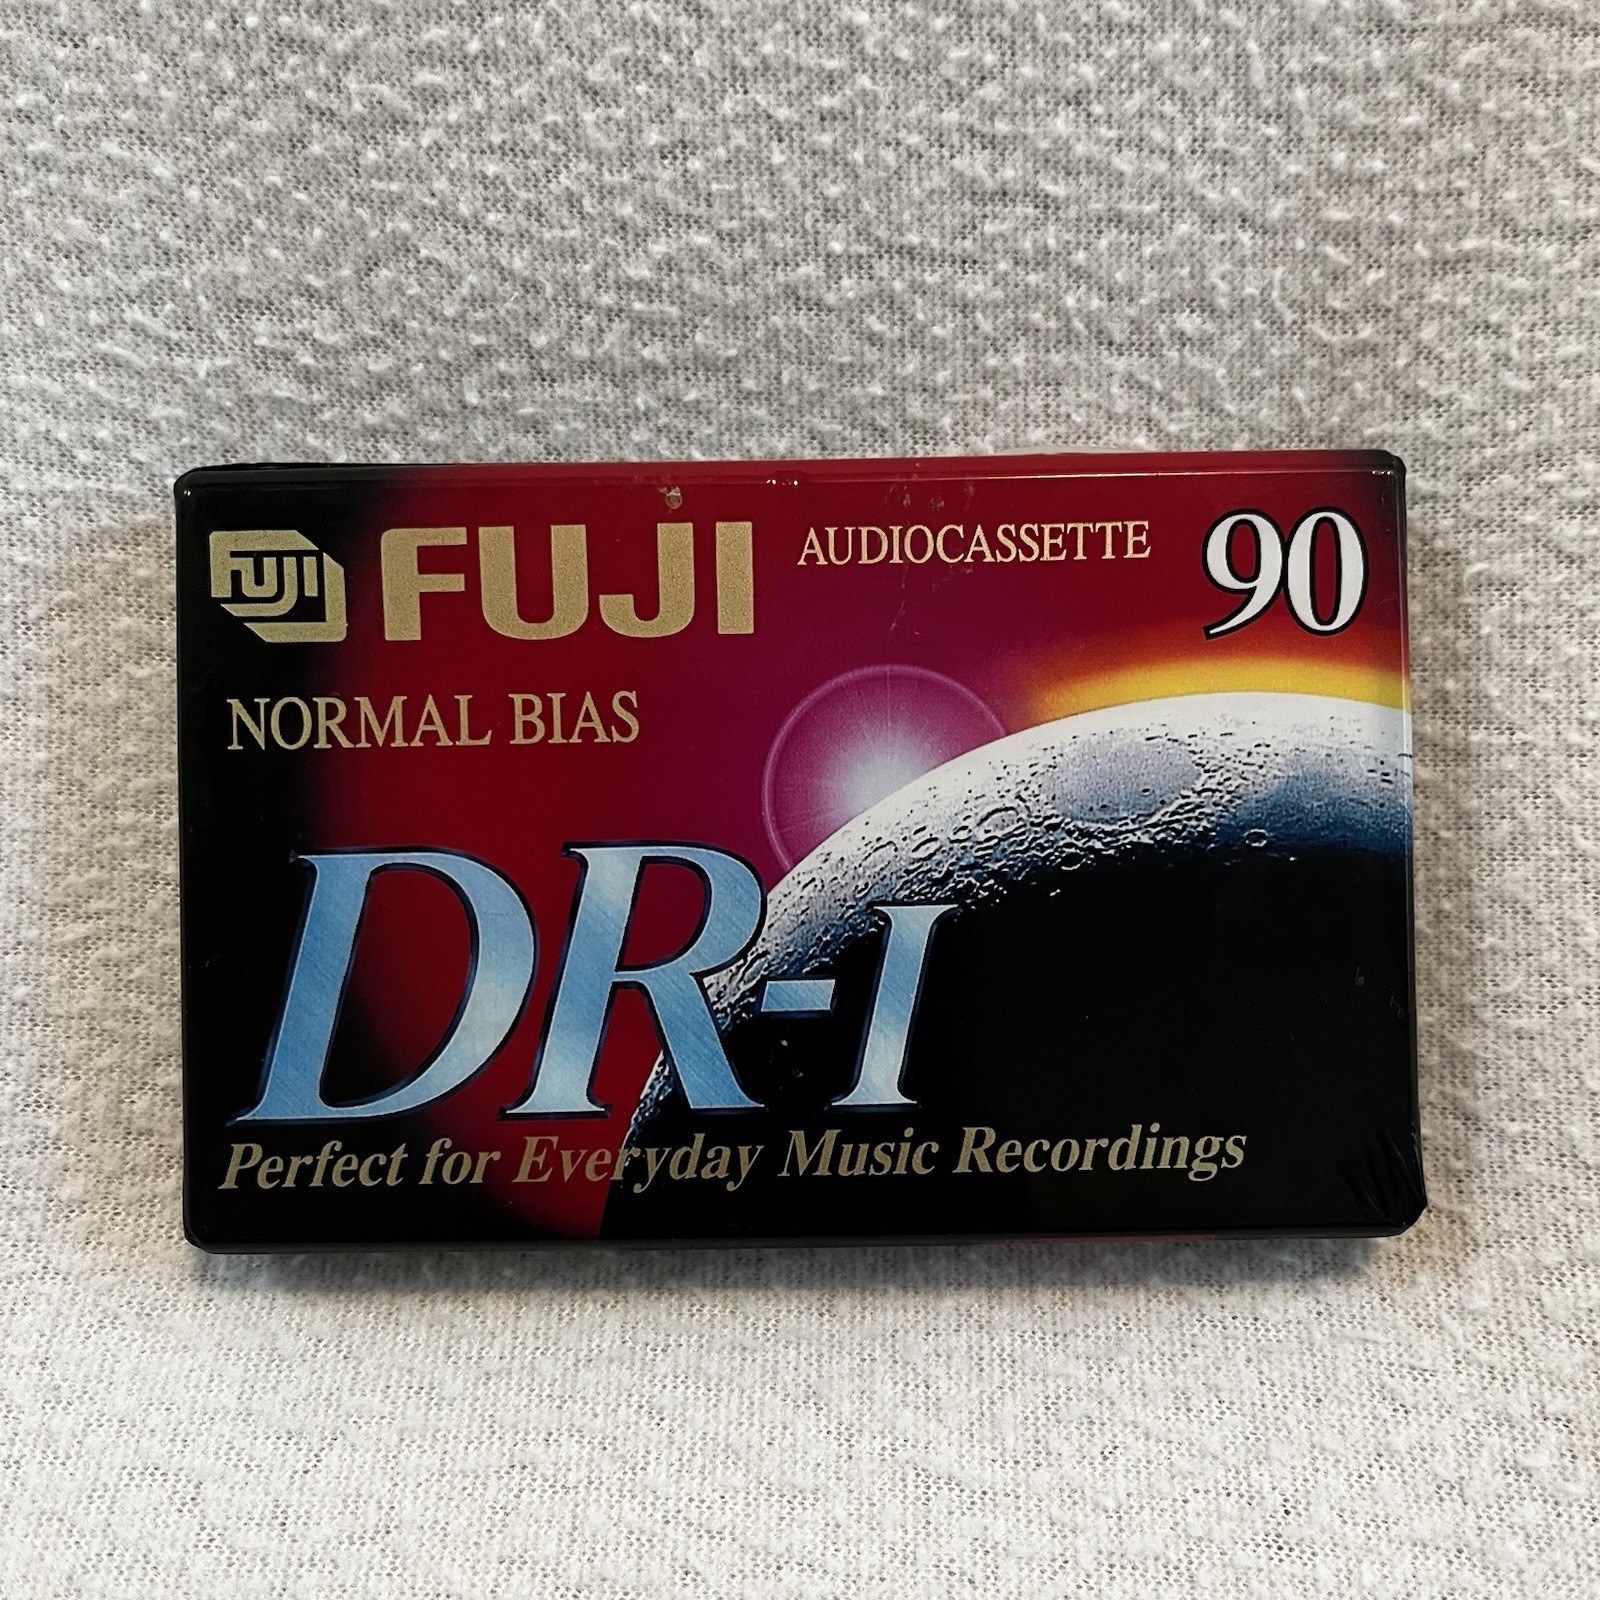 FUJI FUJI AUDIOCASSETTE 90
NORMAL BIAS
DR-I
Perfect for Everyday Music Recordings